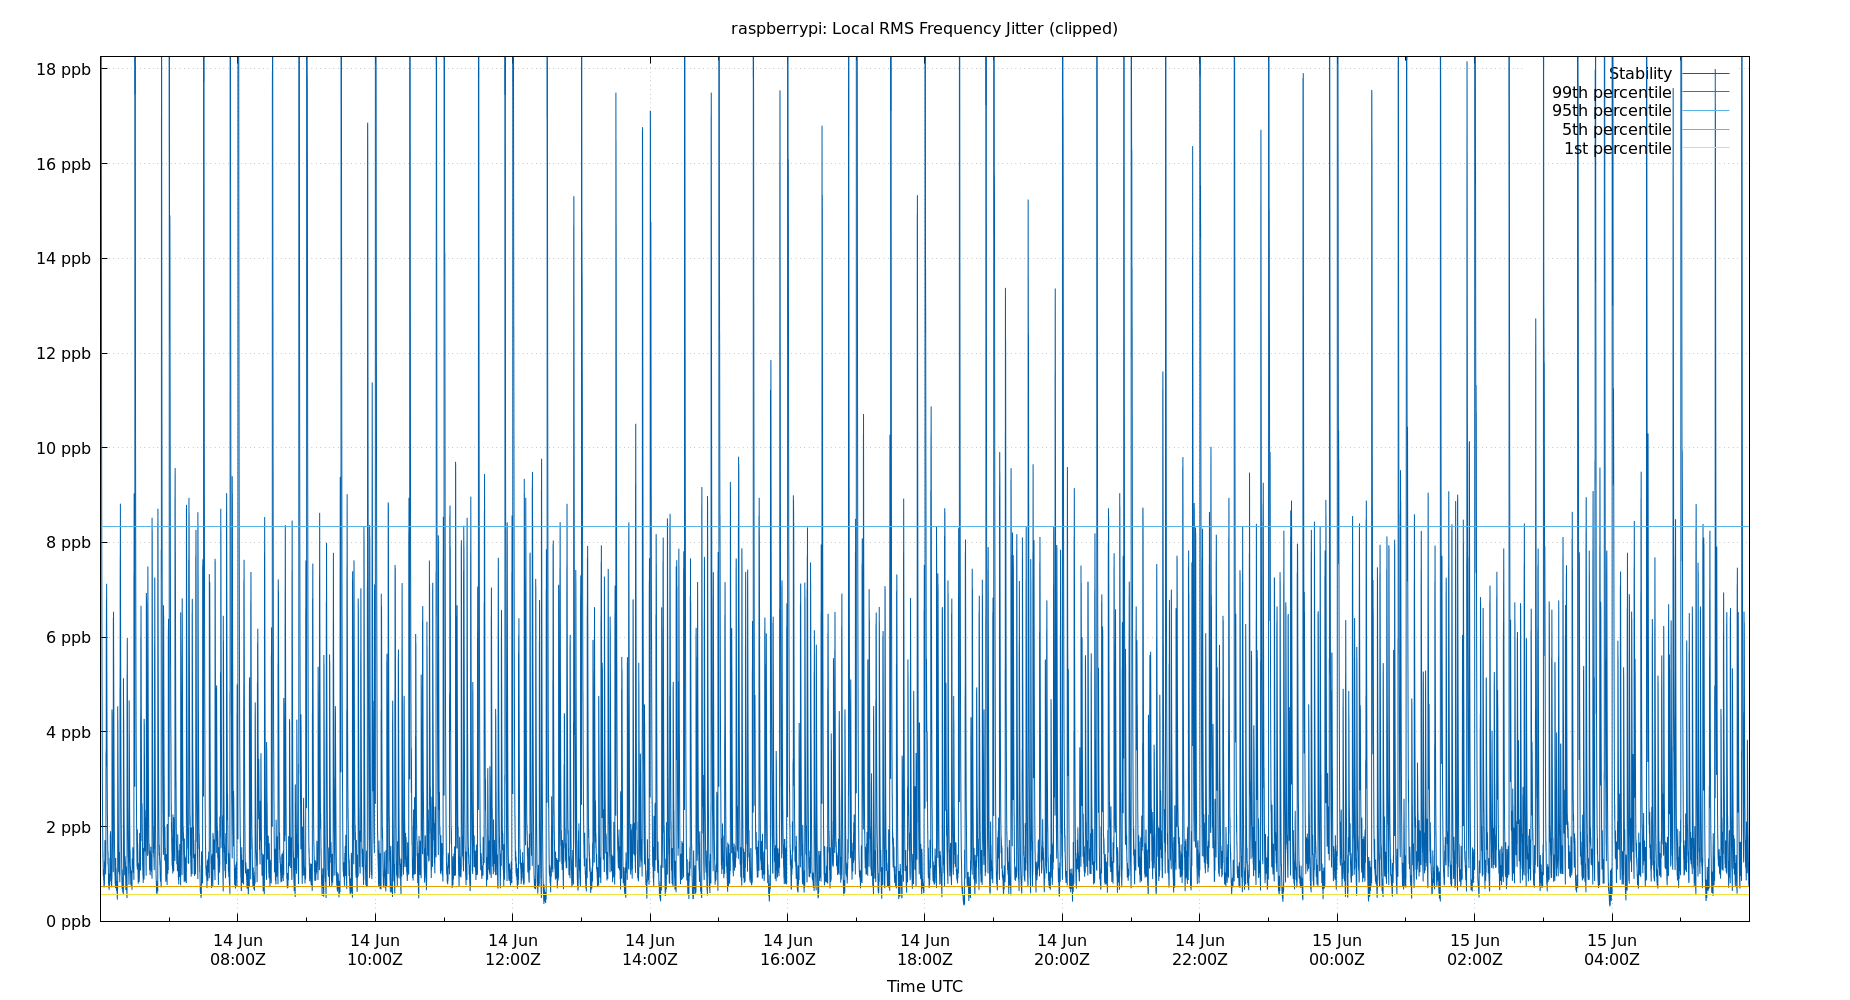 raspberrypi: Local RMS Frequency Jitter (clipped)
18 ppb
16 ppb
14 ppb
12 ppb
10 ppb
8 ppb
6 ppb
4 ppb
2 ppb
0 ppb
Stability
99th percentile
95th percentile
5th percentile
1st percentile
14 Jun 14 Jun 14 Jun 14 Jun 14 Jun 14 Jun 14 Jun 14 Jun 15 Jun 15 Jun 15 Jun
08:00Z 10:00Z 12:00Z 14:00Z 16:00Z 18:00Z 20:00Z 22:00Z 00:00Z 02:00Z 04:00Z
Time UTC